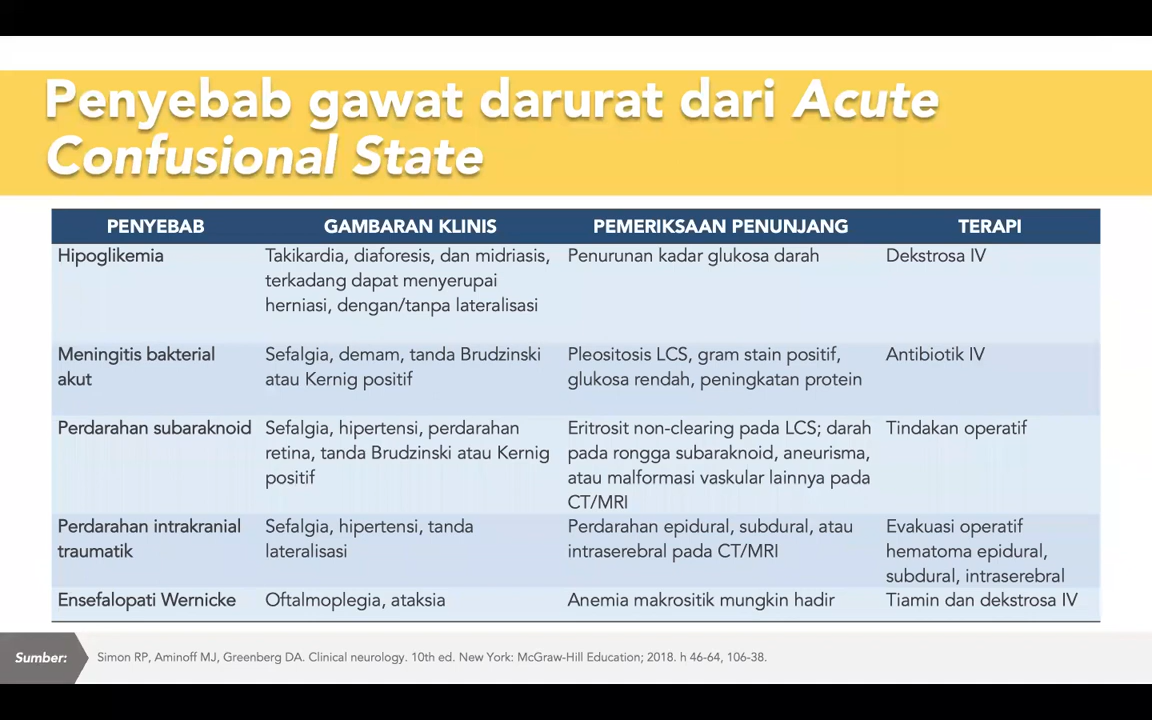 Penyebab gawat darurat dari Acute
Confusional State
PENYEBAB GAMBARAN KLINIS PEMERIKSAAN PENUNJANG TERAPI
Hipoglikemia
Takikardia, diaforesis, dan midriasis,
terkadang dapat menyerupai
herniasi, dengan/tanpa lateralisasi
Penurunan kadar glukosa darah
Dekstrosa IV
Meningitis bakterial
akut
Sefalgia, demam, tanda Brudzinski
atau Kernig positif
Pleositosis LCS, gram stain positif,
glukosa rendah, peningkatan protein
Antibiotik IV
Perdarahan subaraknoid
Sefalgia, hipertensi, perdarahan
retina, tanda Brudzinski atau Kernig
positif
Eritrosit non-clearing pada LCS; darah
pada rongga subaraknoid, aneurisma,
atau malformasi vaskular lainnya pada
CT/MRI
Tindakan operatif
Perdarahan intrakranial
traumatik
Sefalgia, hipertensi, tanda
lateralisasi
Perdarahan epidural, subdural, atau
intraserebral pada CT/MRI
Evakuasi operatif
hematoma epidural,
subdural, intraserebral
Ensefalopati Wernicke
Oftalmoplegia, ataksia
Anemia makrositik mungkin hadir
Tiamin dan dekstrosa IV
Sumber: Simon RP, Aminoff MJ, Greenberg DA. Clinical neurology. 10th ed. New York: McGraw-Hill Education; 2018. h 46-64, 106-38.